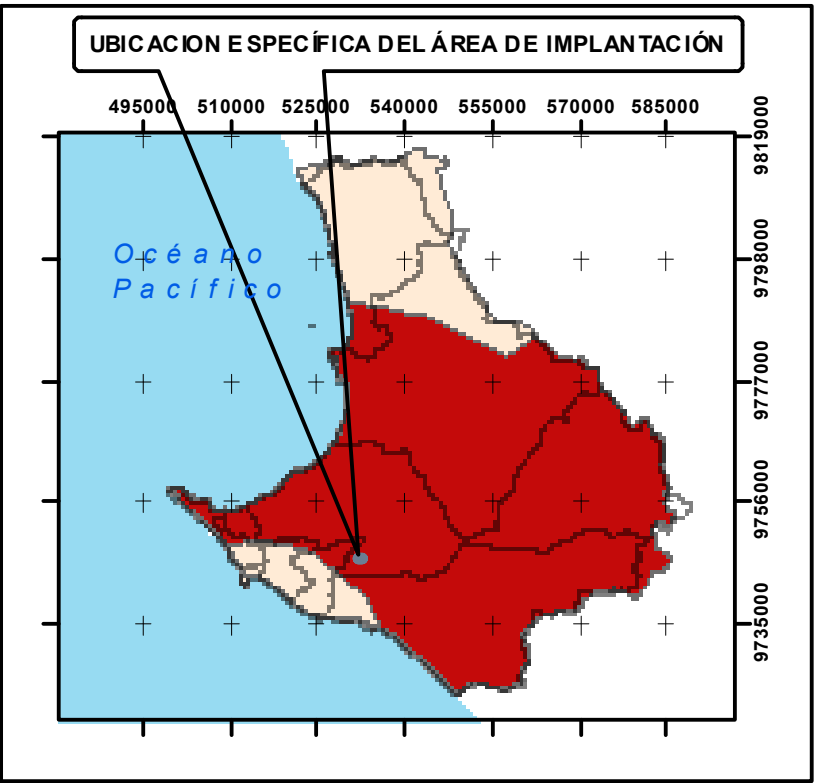 UBICACION ESPECÍFICA DEL ÁREA DE IMPLANTACIÓN
495000 510000 525000 540000 555000 570000 585000
9819000
9798000
9777000
9756000
9735000
Océano
Pacífico